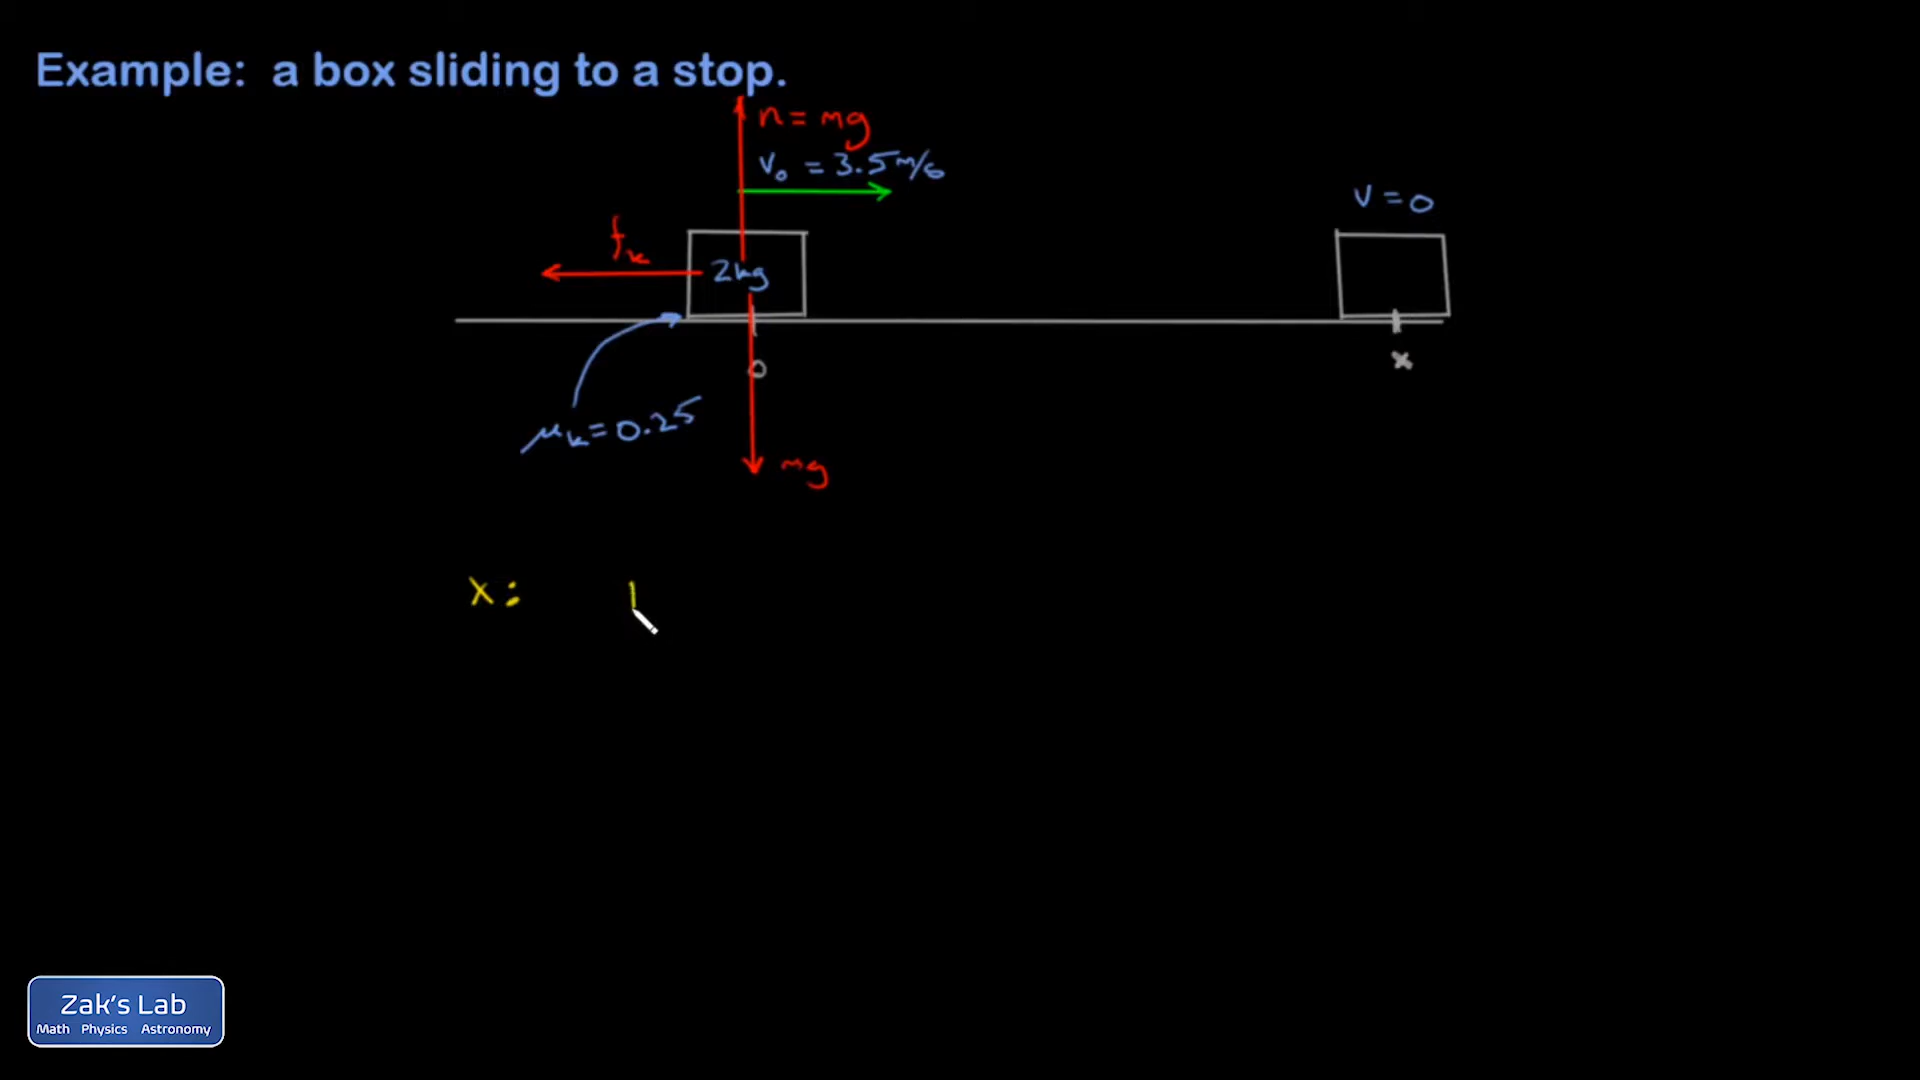 Example: a box sliding to a stop.
n = mg
v₀ = 3.5 m/s
v = 0
fₖ
2kg
0
x
μₖ = 0.25
mg
x:
Zak's Lab
Math Physics Astronomy